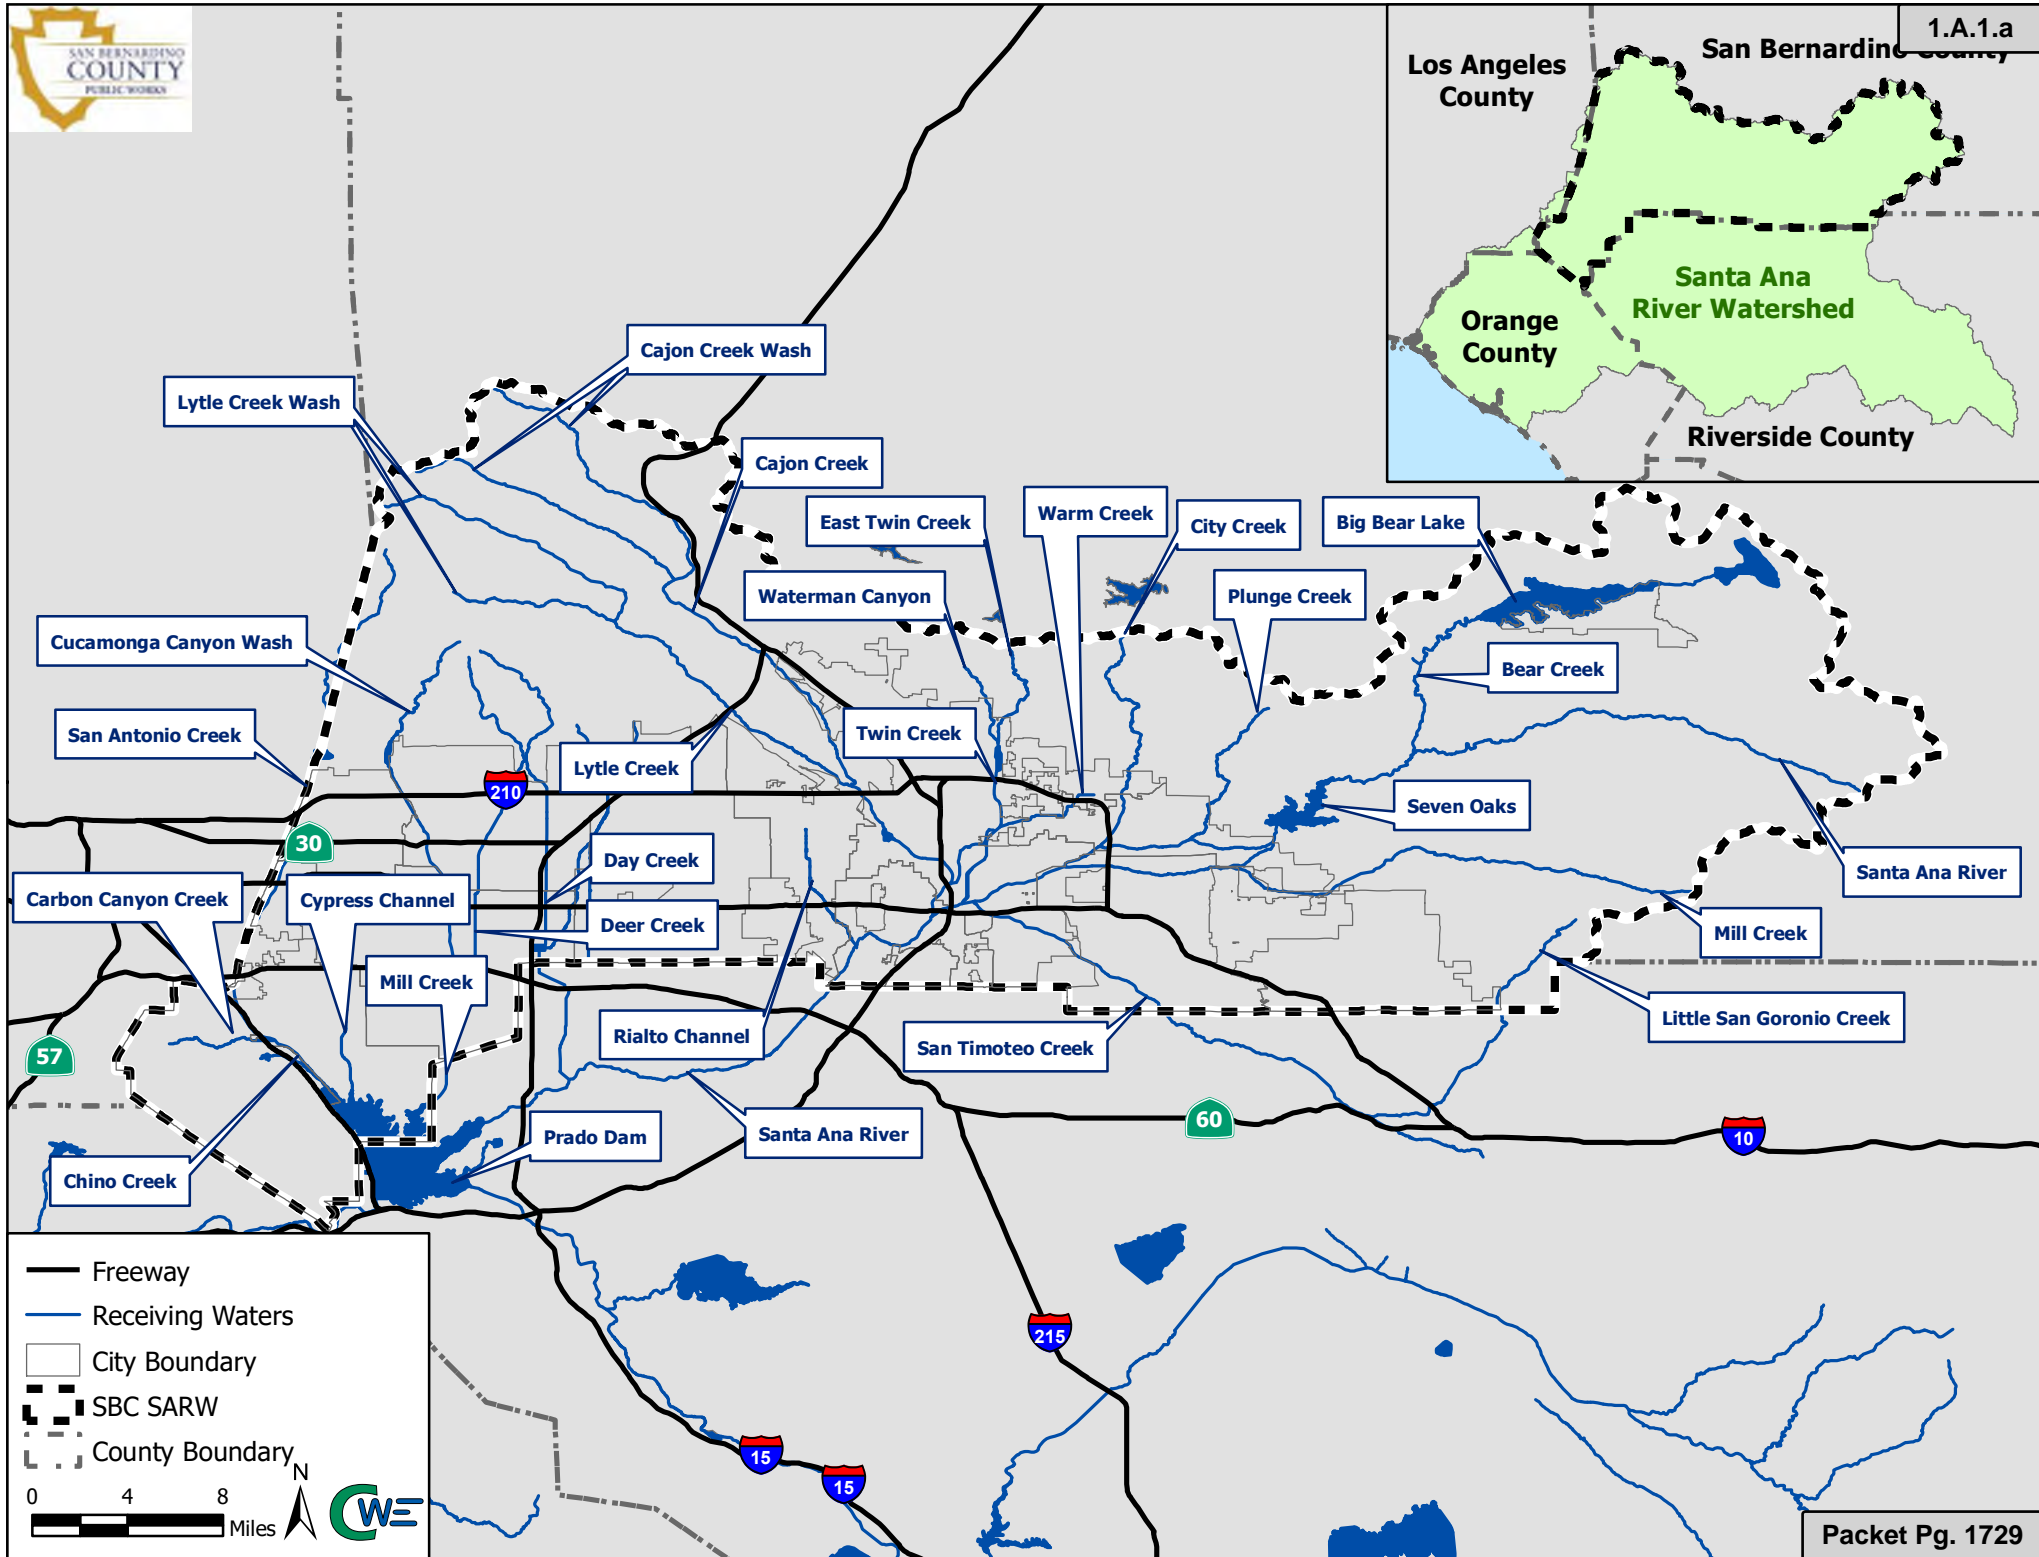 SAN BERNARDINO
COUNTY
PUBLIC WORKS
1.A.1.a
Los Angeles
County
San Bernardino County
Santa Ana
River Watershed
Orange
County
Riverside County
Cajon Creek Wash
Lytle Creek Wash
Cajon Creek
East Twin Creek
Warm Creek
City Creek
Big Bear Lake
Waterman Canyon
Plunge Creek
Cucamonga Canyon Wash
Bear Creek
San Antonio Creek
Twin Creek
Lytle Creek
210
Seven Oaks
30
Day Creek
Santa Ana River
Carbon Canyon Creek
Cypress Channel
Deer Creek
Mill Creek
Mill Creek
Rialto Channel
San Timoteo Creek
Little San Goronio Creek
57
60
10
Prado Dam
Santa Ana River
Chino Creek
215
15
15
Freeway
Receiving Waters
City Boundary
SBC SARW
County Boundary
N
0 4 8
Miles
CWE
Packet Pg. 1729